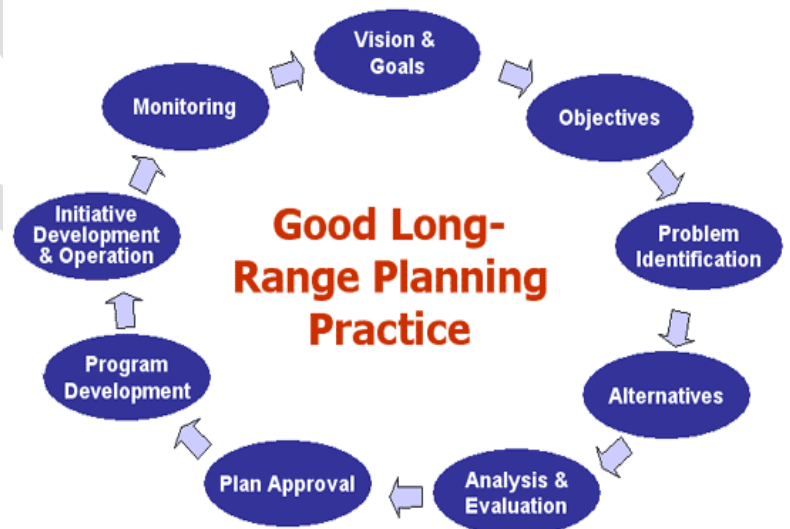 Good Long-
Range Planning
Practice
Vision &
Goals
Objectives
Problem
Identification
Alternatives
Analysis &
Evaluation
Plan Approval
Program
Development
Initiative
Development
& Operation
Monitoring